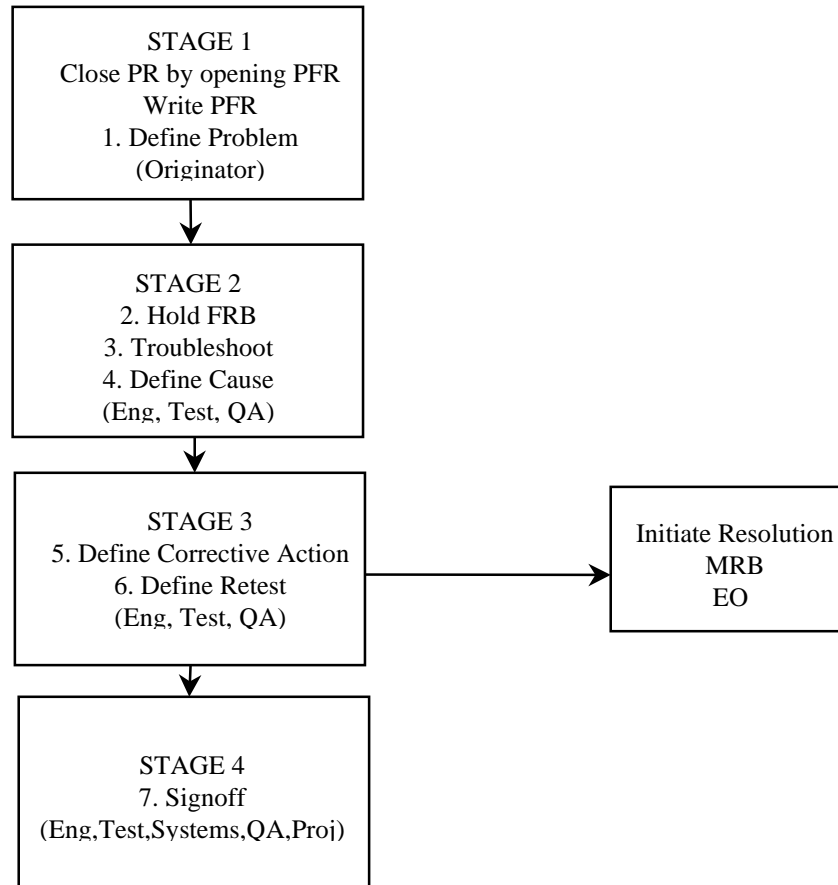 STAGE 1
Close PR by opening PFR
Write PFR
1. Define Problem
(Originator)
STAGE 2
2. Hold FRB
3. Troubleshoot
4. Define Cause
(Eng, Test, QA)
STAGE 3
5. Define Corrective Action
6. Define Retest
(Eng, Test, QA)
Initiate Resolution
MRB
EO
STAGE 4
7. Signoff
(Eng,Test,Systems,QA,Proj)